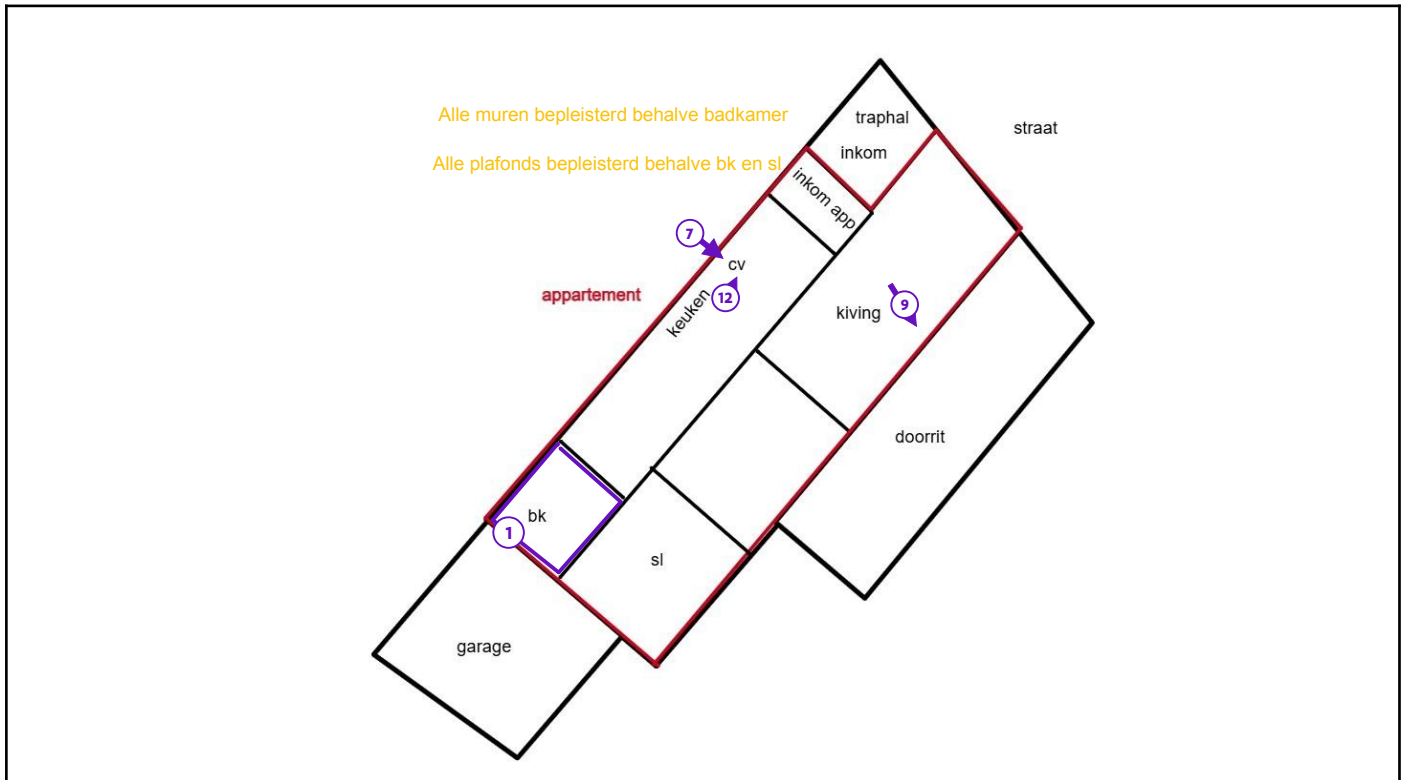 traphal
Alle muren bepleisterd behalve badkamer
straat
inkom
Alle plafonds bepleisterd behalve bk en sl
inkom app
7
cv
appartement
12
keuken
9
kiving
doorrit
bk
1
sl
garage